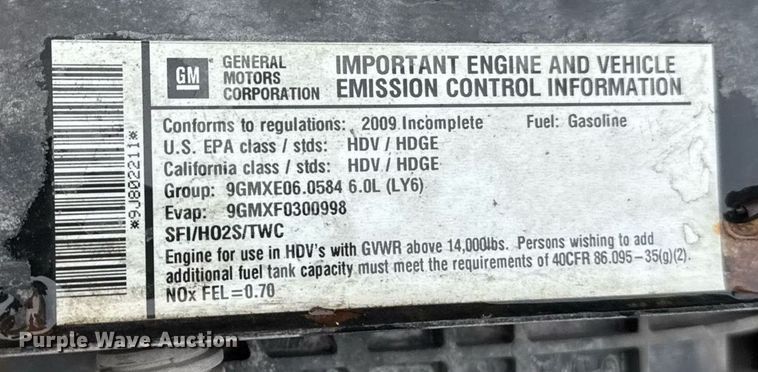 *9J802211*
GM
GENERAL
MOTORS
CORPORATION
IMPORTANT ENGINE AND VEHICLE
EMISSION CONTROL INFORMATION
Conforms to regulations: 2009 Incomplete Fuel: Gasoline
U.S. EPA class / stds: HDV / HDGE
California class / stds: HDV / HDGE
Group: 9GMXE06.0584 6.0L (LY6)
Evap: 9GMXF0300998
SFI/HO2S/TWC
Engine for use in HDV's with GVWR above 14,000lbs. Persons wishing to add
additional fuel tank capacity must meet the requirements of 40CFR 86.095-35(g)(2).
NOx FEL=0.70
Purple Wave Auction